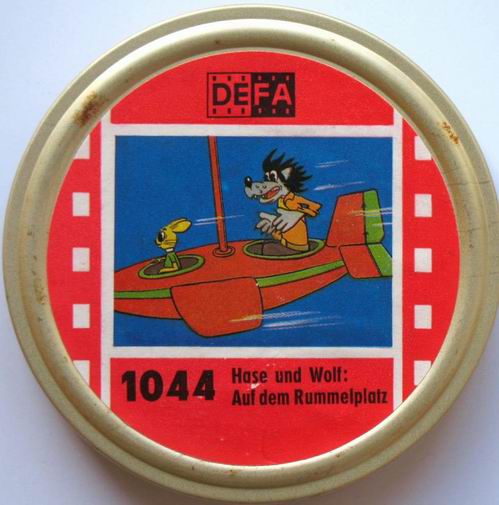 DEFA
1044 Hase und Wolf:
Auf dem Rummelplatz